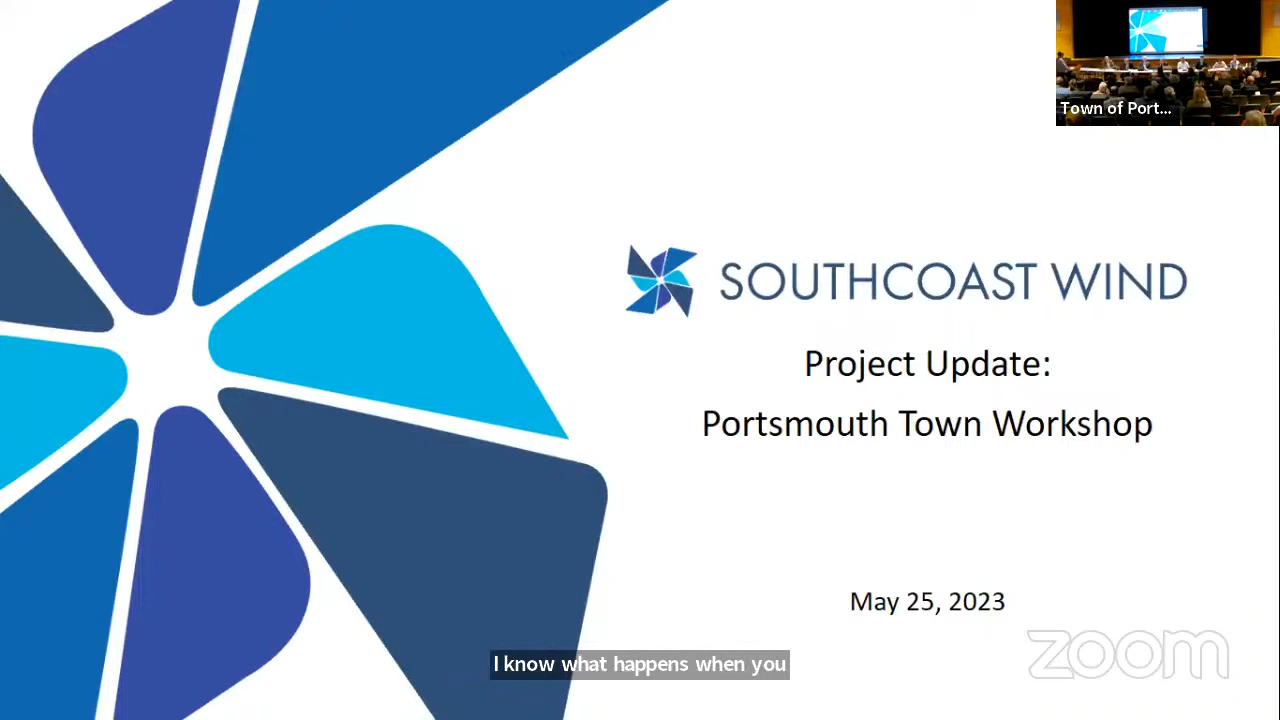 Town of Port...
SOUTHCOAST WIND
Project Update:
Portsmouth Town Workshop
May 25, 2023
zoom
I know what happens when you